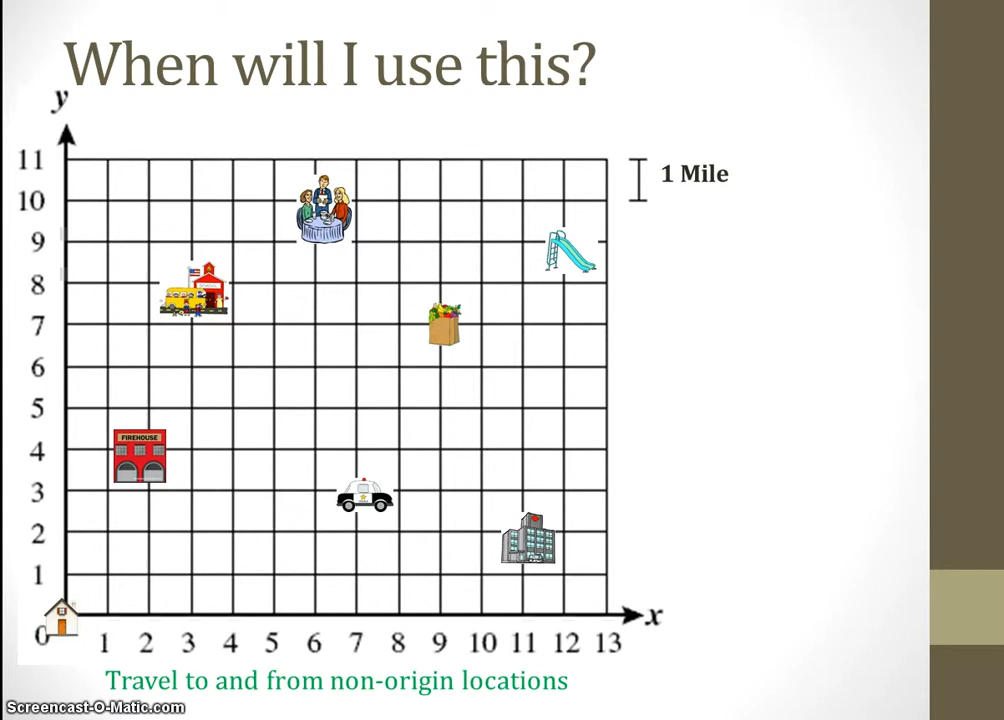 When will I use this?
y
11
1 Mile
10
9
8
SCHOOL
7
6
5
FIREHOUSE
4
3
2
1
0
1 2 3 4 5 6 7 8 9 10 11 12 13 x
Travel to and from non-origin locations
Screencast-O-Matic.com